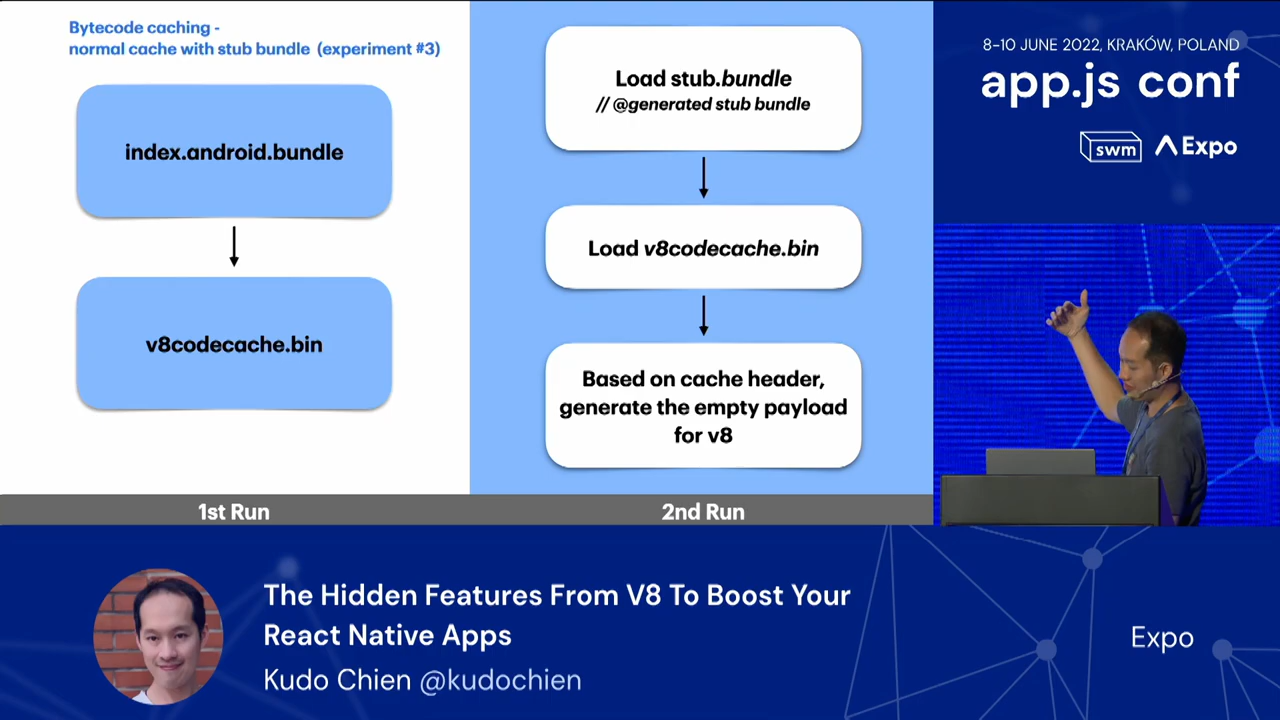 Bytecode caching -
normal cache with stub bundle (experiment #3)
index.android.bundle
v8codecache.bin
1st Run
Load stub.bundle
// @generated stub bundle
Load v8codecache.bin
Based on cache header,
generate the empty payload
for v8
2nd Run
8–10 JUNE 2022, KRAKÓW, POLAND
app.js conf
swm
Expo
The Hidden Features From V8 To Boost Your
React Native Apps
Kudo Chien @kudochien
Expo